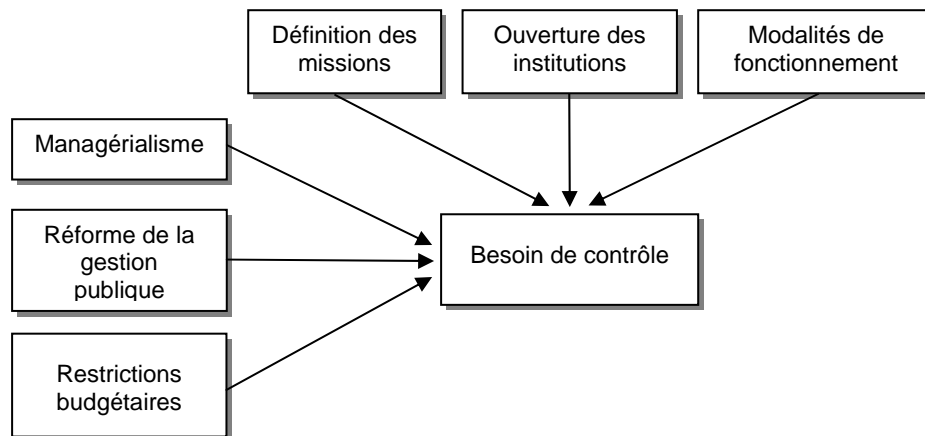 Définition des
missions
Ouverture des
institutions
Modalités de
fonctionnement
Managérialisme
Réforme de la
gestion
publique
Besoin de contrôle
Restrictions
budgétaires